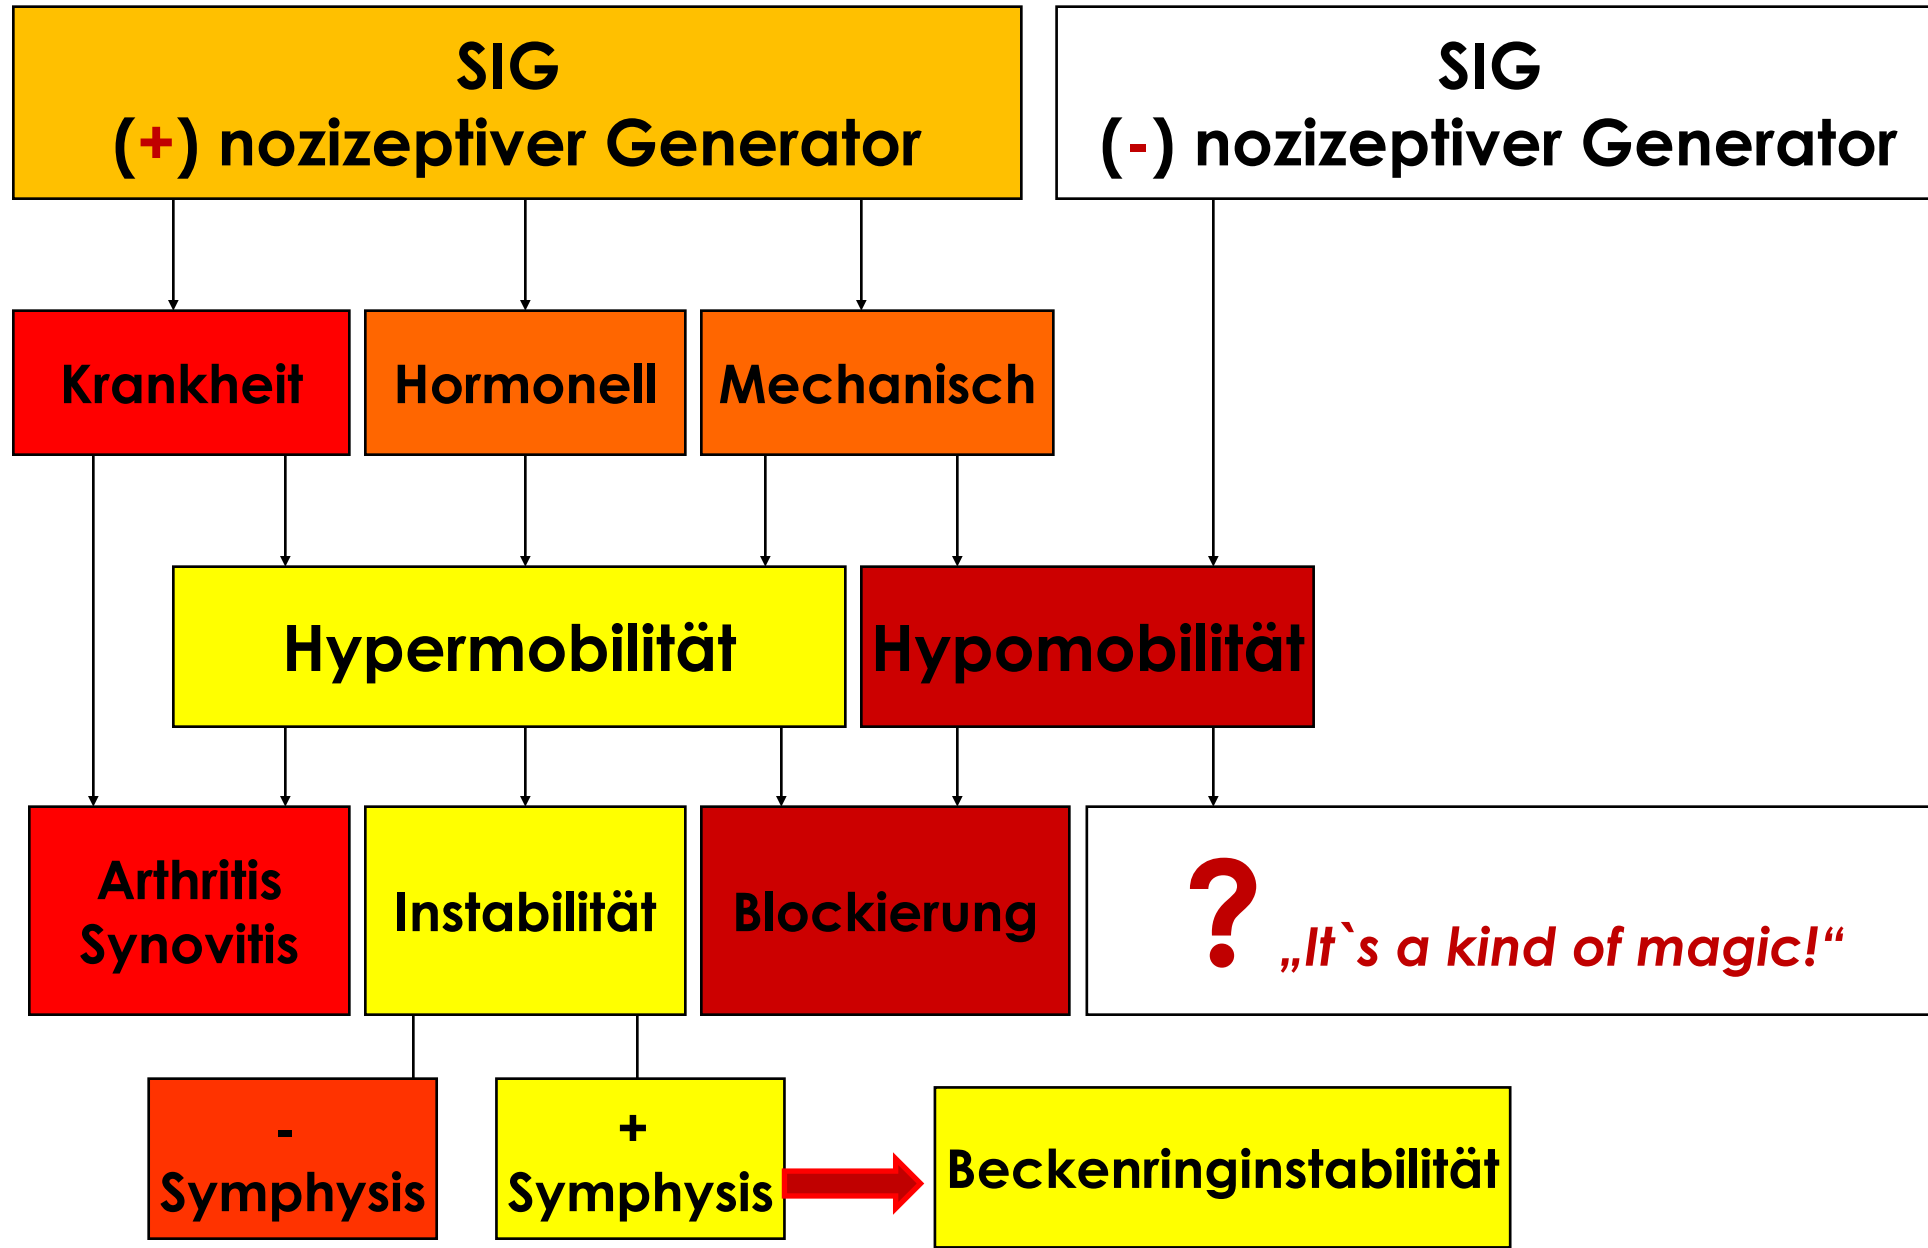 SIG
(+) nozizeptiver Generator
SIG
(-) nozizeptiver Generator
Krankheit
Hormonell
Mechanisch
Hypermobilität
Hypomobilität
Arthritis
Synovitis
Instabilität
Blockierung
? „It`s a kind of magic!“
-
Symphysis
+
Symphysis
Beckenringinstabilität